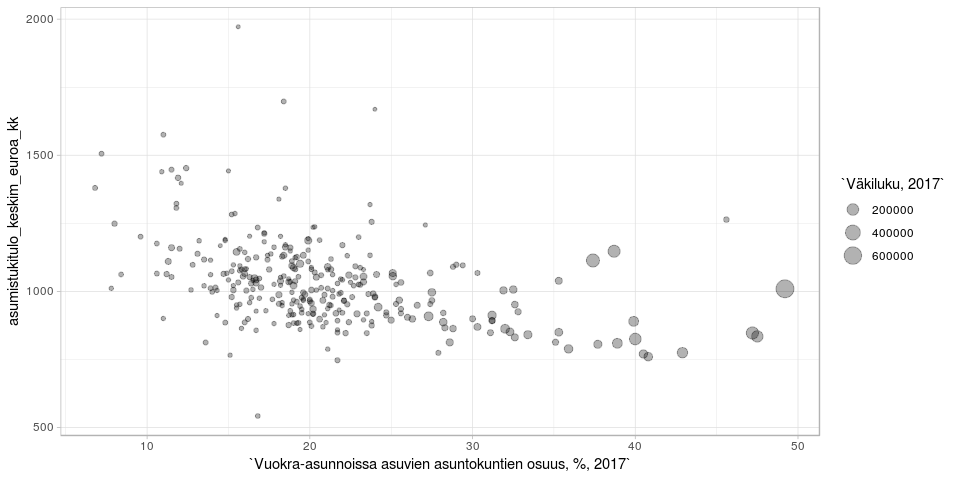 2000
1500
1000
500
asumistukitulo_keskim_euroa_kk
10 20 30 40 50
`Vuokra-asunnoissa asuvien asuntokuntien osuus, %, 2017`
`Väkiluku, 2017`
200000
400000
600000